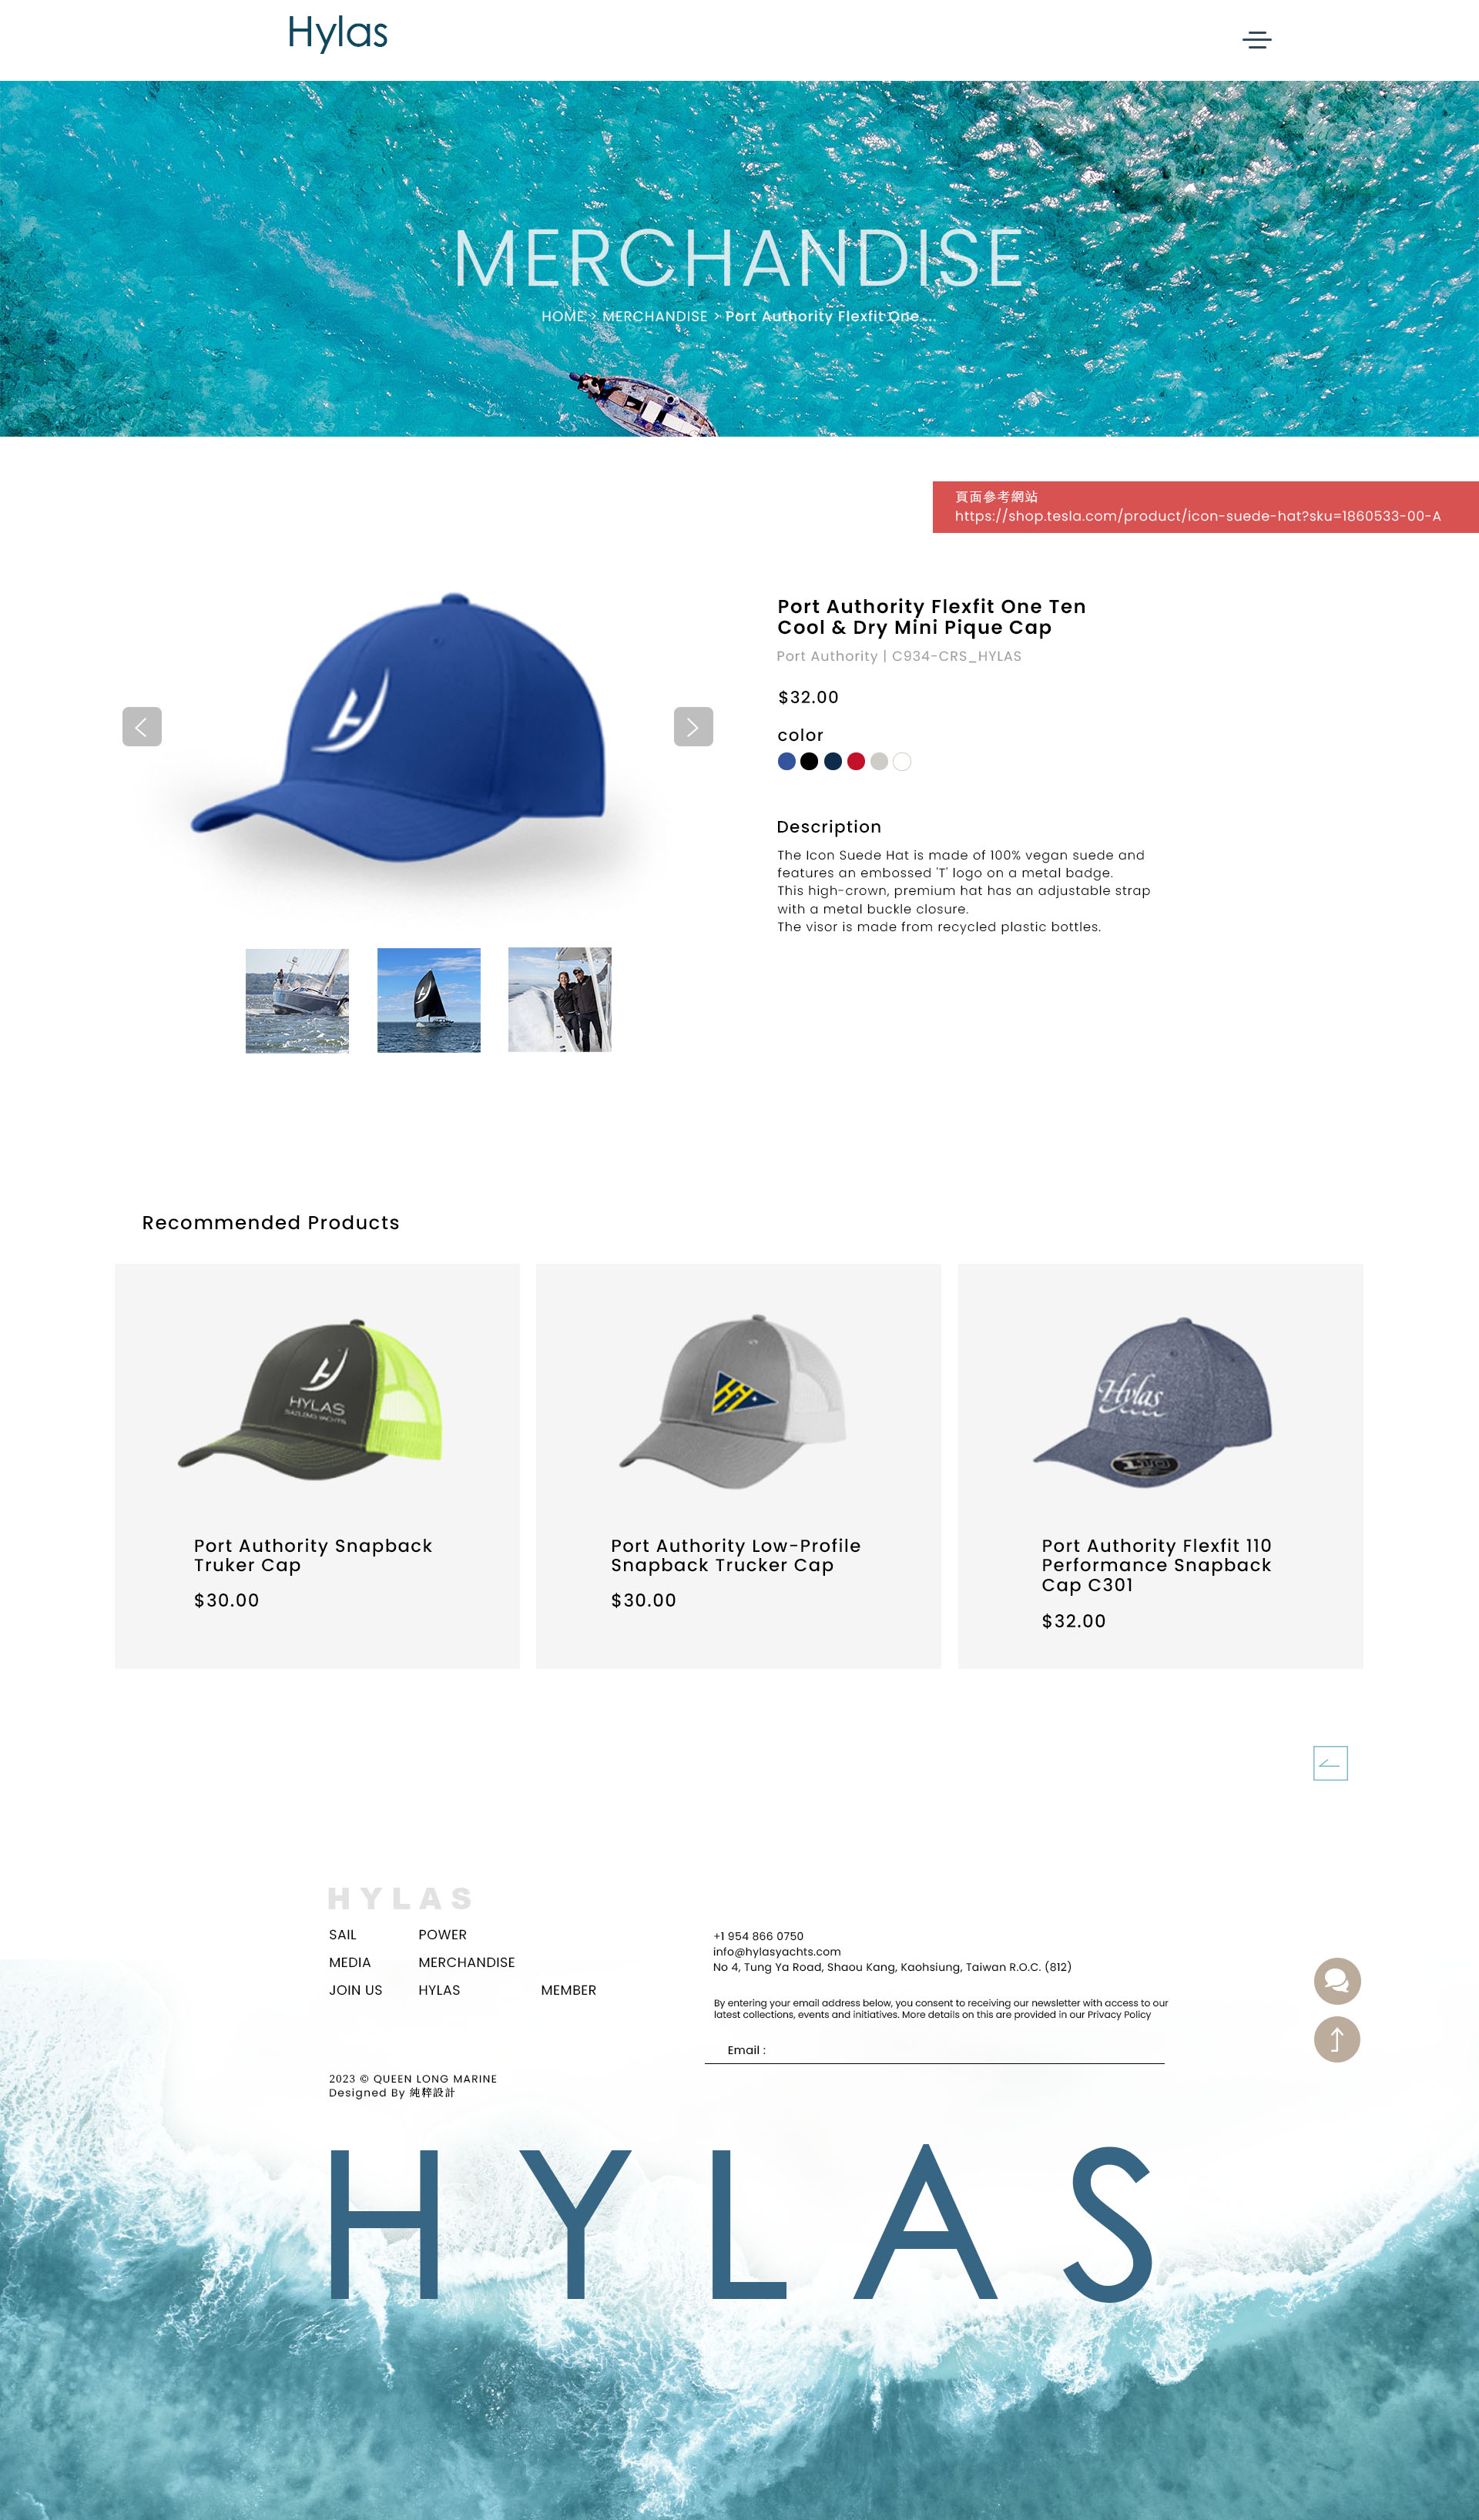 Hylas
MERCHANDISE
HOME > MERCHANDISE > Port Authority Flexfit One....
頁面參考網站
https://shop.tesla.com/product/icon-suede-hat?sku=1860533-00-A
Port Authority Flexfit One Ten
Cool & Dry Mini Pique Cap
Port Authority | C934-CRS_HYLAS
$32.00
color
Description
The Icon Suede Hat is made of 100% vegan suede and
features an embossed 'T' logo on a metal badge.
This high-crown, premium hat has an adjustable strap
with a metal buckle closure.
The visor is made from recycled plastic bottles.
Recommended Products
HYLAS
SAILING YACHTS
Hylas
110
Port Authority Snapback
Truker Cap
$30.00
Port Authority Low-Profile
Snapback Trucker Cap
$30.00
Port Authority Flexfit 110
Performance Snapback
Cap C301
$32.00
HYLAS
SAIL POWER
MEDIA MERCHANDISE
JOIN US HYLAS MEMBER
+1 954 866 0750
info@hylasyachts.com
No 4, Tung Ya Road, Shaou Kang, Kaohsiung, Taiwan R.O.C. (812)
By entering your email address below, you consent to receiving our newsletter with access to our
latest collections, events and initiatives. More details on this are provided in our Privacy Policy
Email :
2023 © QUEEN LONG MARINE
Designed By 純粹設計
HYLAS